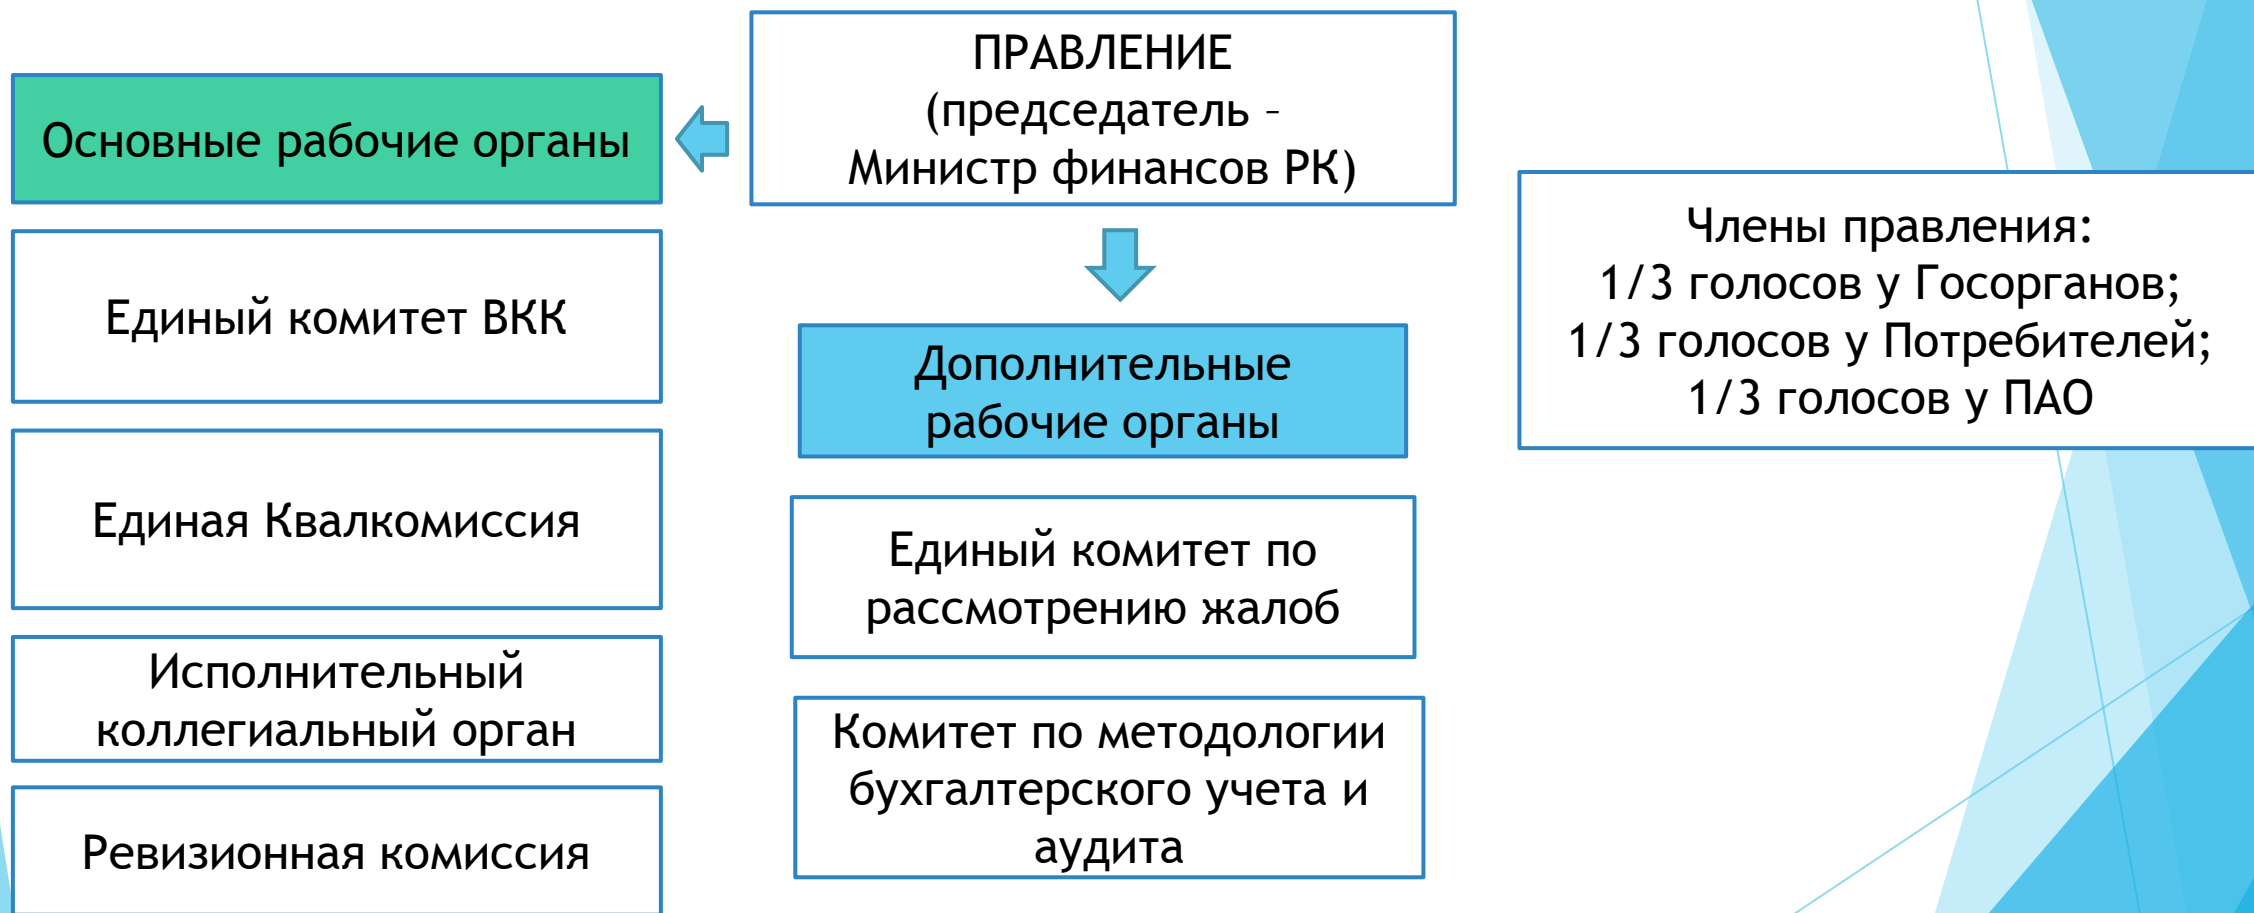 ПРАВЛЕНИЕ
(председатель –
Министр финансов РК)
Основные рабочие органы
Единый комитет ВКК
Единая Квалкомиссия
Исполнительный
коллегиальный орган
Ревизионная комиссия
Дополнительные
рабочие органы
Единый комитет по
рассмотрению жалоб
Комитет по методологии
бухгалтерского учета и
аудита
Члены правления:
1/3 голосов у Госорганов;
1/3 голосов у Потребителей;
1/3 голосов у ПАО